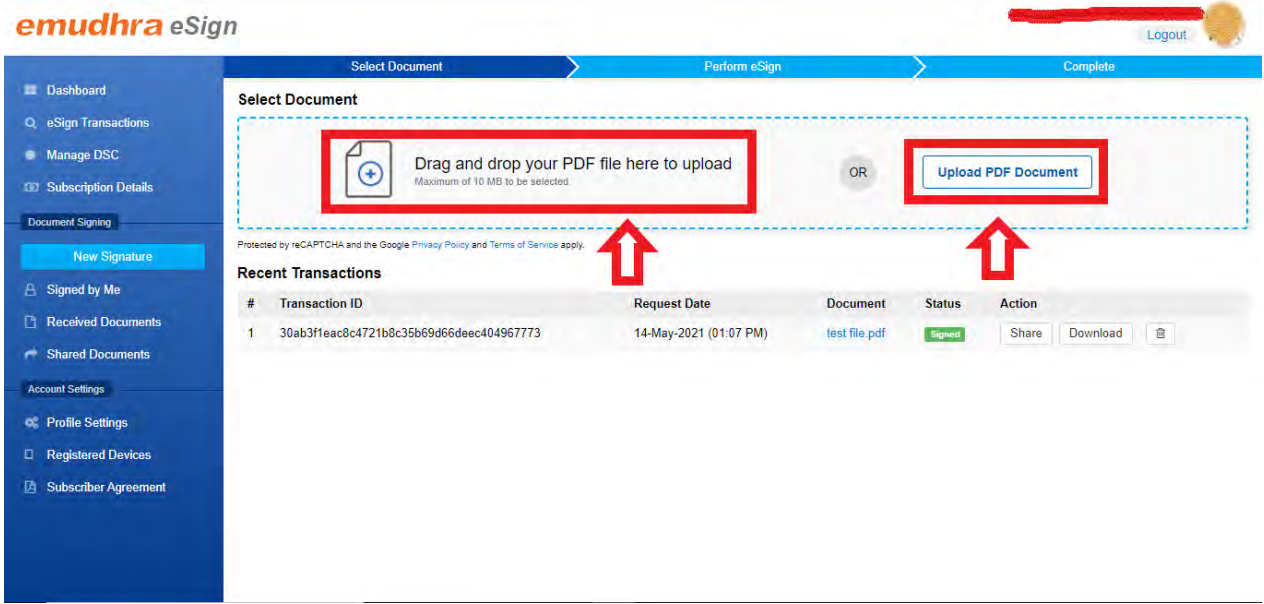 emudhra eSign
Logout
Select Document
Perform eSign
Complete
Dashboard
eSign Transactions
Manage DSC
Subscription Details
Document Signing
New Signature
Signed by Me
Received Documents
Shared Documents
Account Settings
Profile Settings
Registered Devices
Subscriber Agreement
Select Document
Drag and drop your PDF file here to upload
Maximum of 10 MB to be selected.
OR
Upload PDF Document
Protected by reCAPTCHA and the Google Privacy Policy and Terms of Service apply.
Recent Transactions
# Transaction ID Request Date Document Status Action
1 30ab3f1eac8c4721b8c35b69d66deec404967773 14-May-2021 (01:07 PM) test file.pdf Signed Share Download